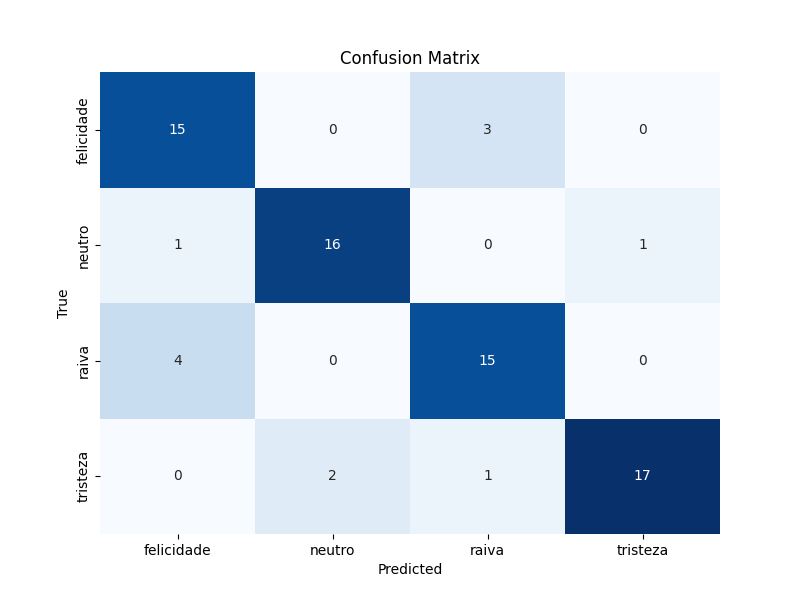 Confusion Matrix
True
felicidade 15 0 3 0
neutro 1 16 0 1
raiva 4 0 15 0
tristeza 0 2 1 17
felicidade neutro raiva tristeza
Predicted